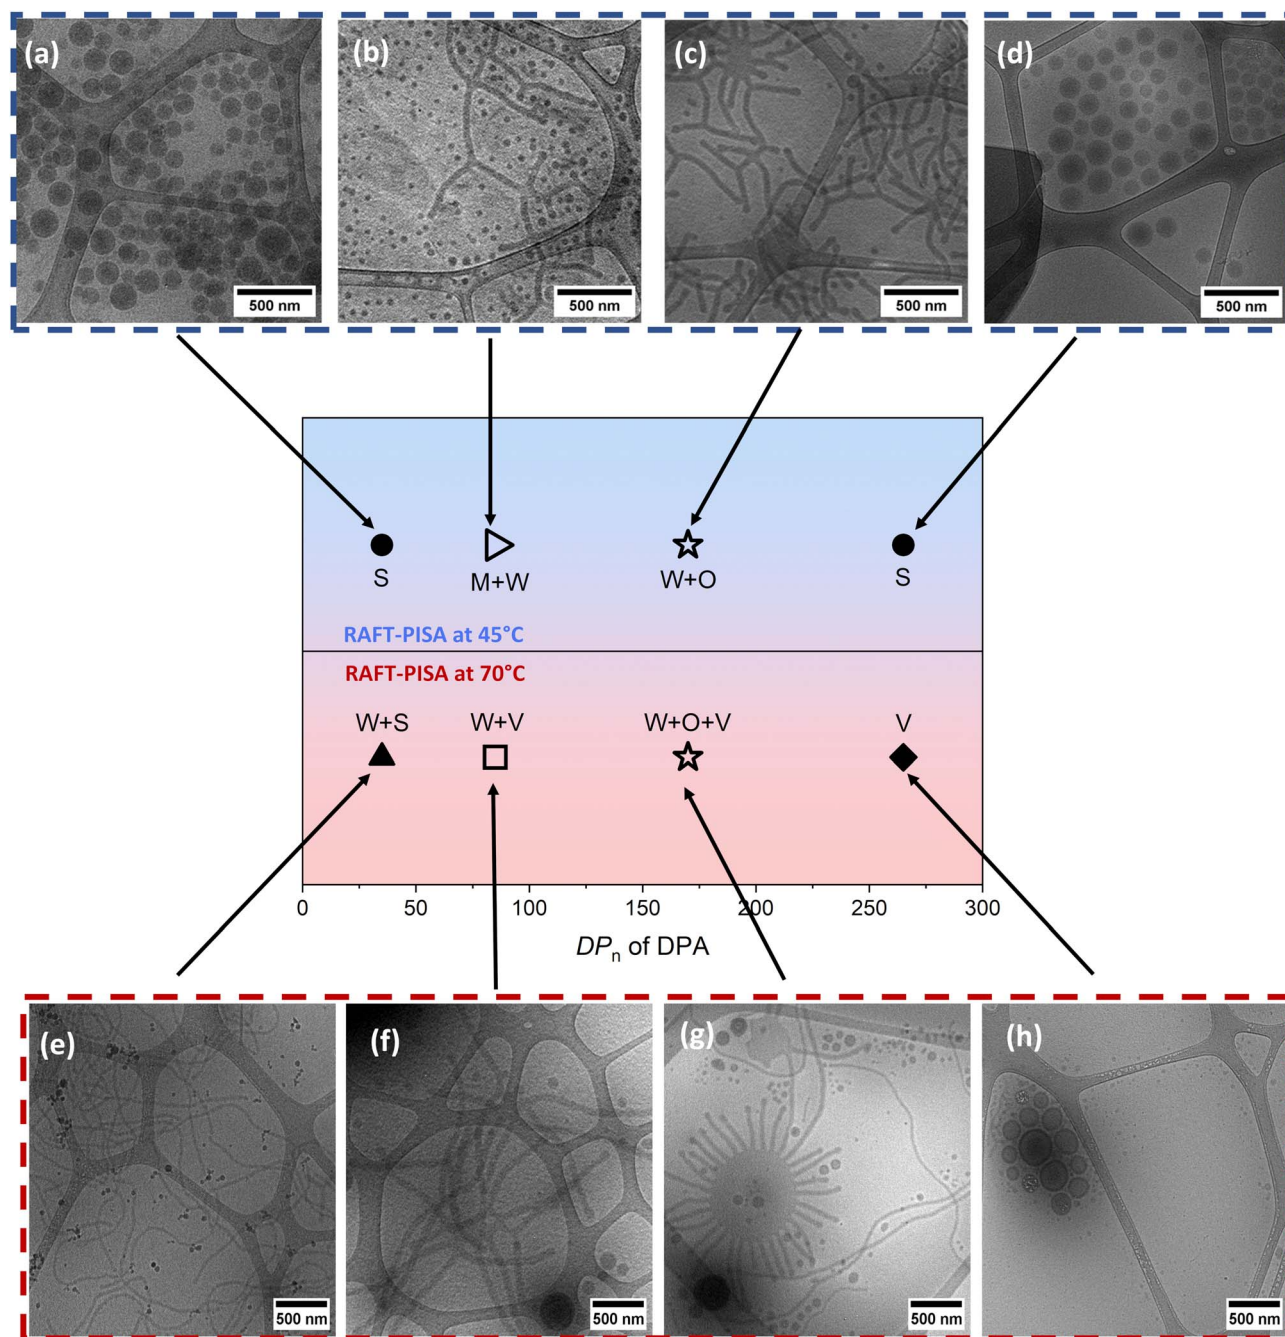 (a)
(b)
(c)
(d)
500 nm
500 nm
500 nm
500 nm
S
M+W
W+O
S
RAFT-PISA at 45°C
RAFT-PISA at 70°C
W+S
W+V
W+O+V
V
0
50
100
150
200
250
300
DPn of DPA
(e)
(f)
(g)
(h)
500 nm
500 nm
500 nm
500 nm